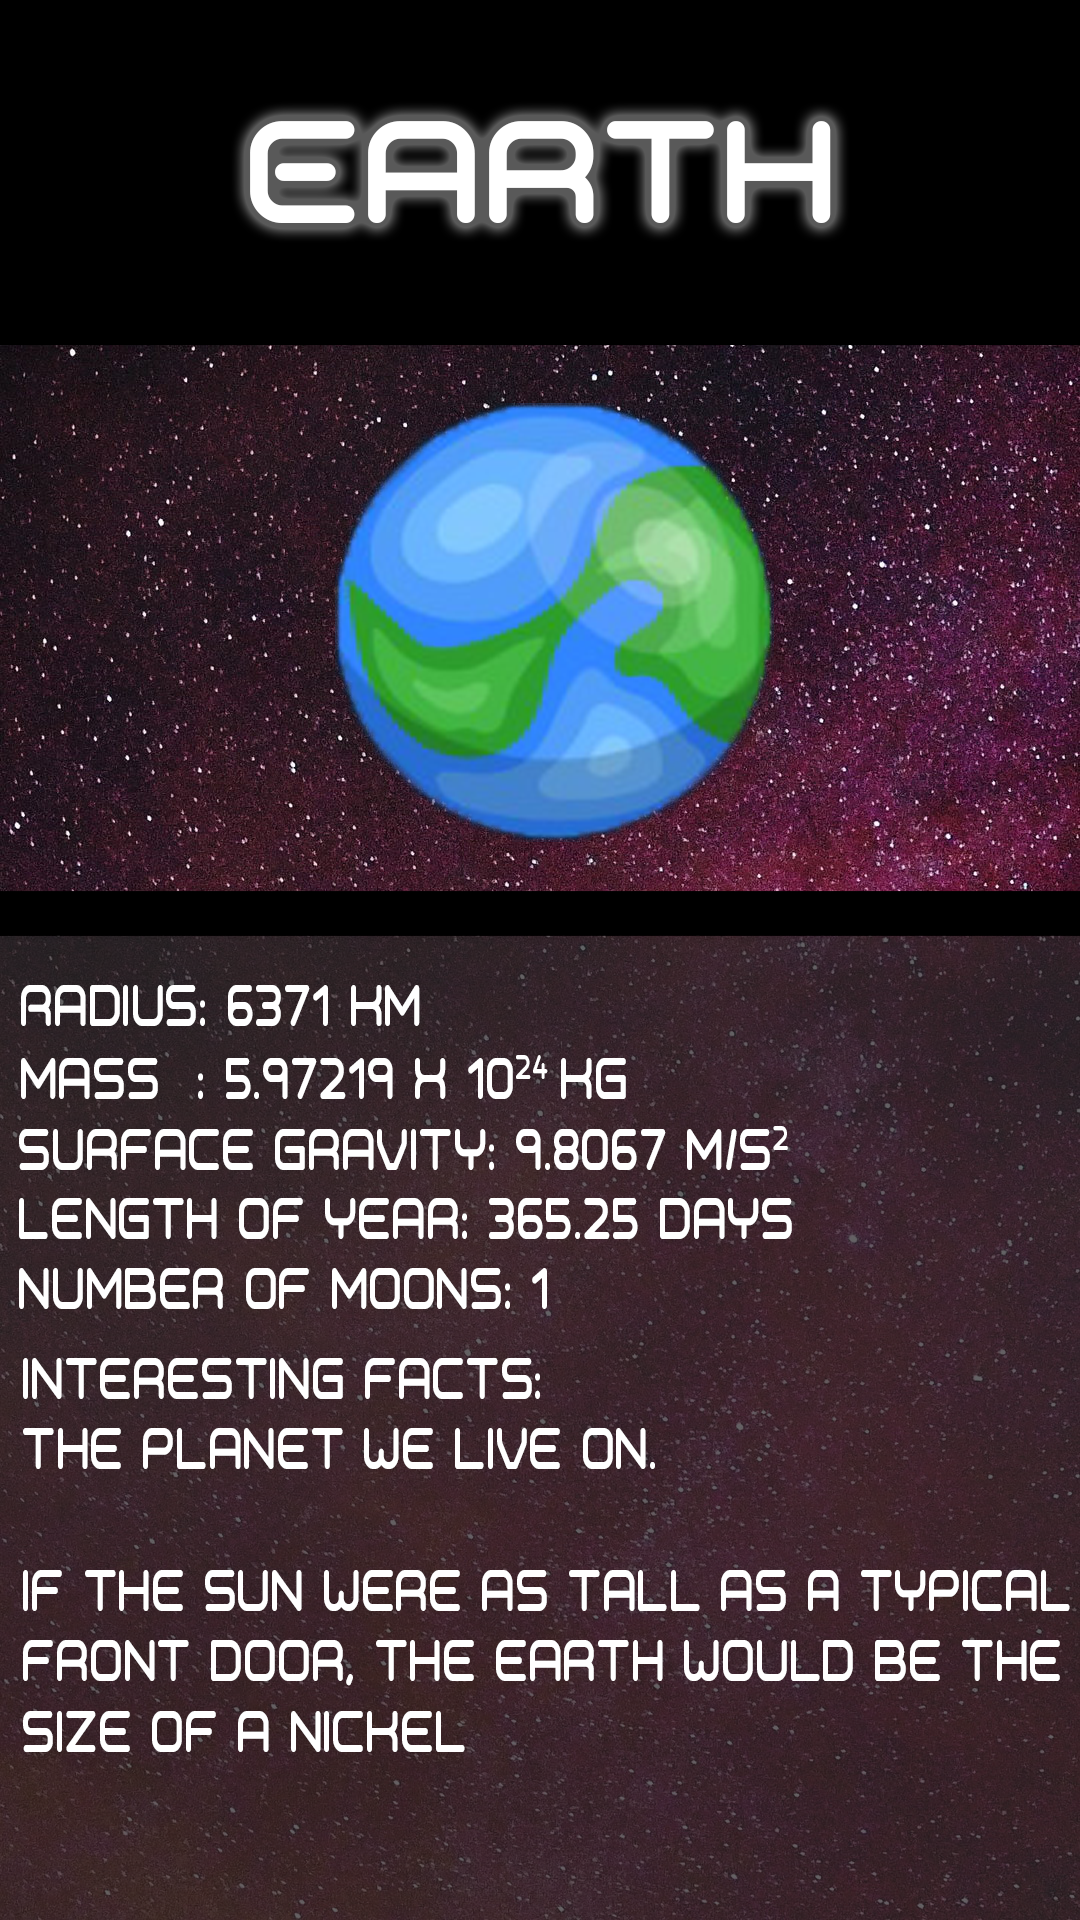 EARTH
RADIUS: 6371 KM
MASS : 5.97219 X 10²⁴ KG
SURFACE GRAVITY: 9.8067 M/S²
LENGTH OF YEAR: 365.25 DAYS
NUMBER OF MOONS: 1
INTERESTING FACTS:
THE PLANET WE LIVE ON.
IF THE SUN WERE AS TALL AS A TYPICAL
FRONT DOOR, THE EARTH WOULD BE THE
SIZE OF A NICKEL